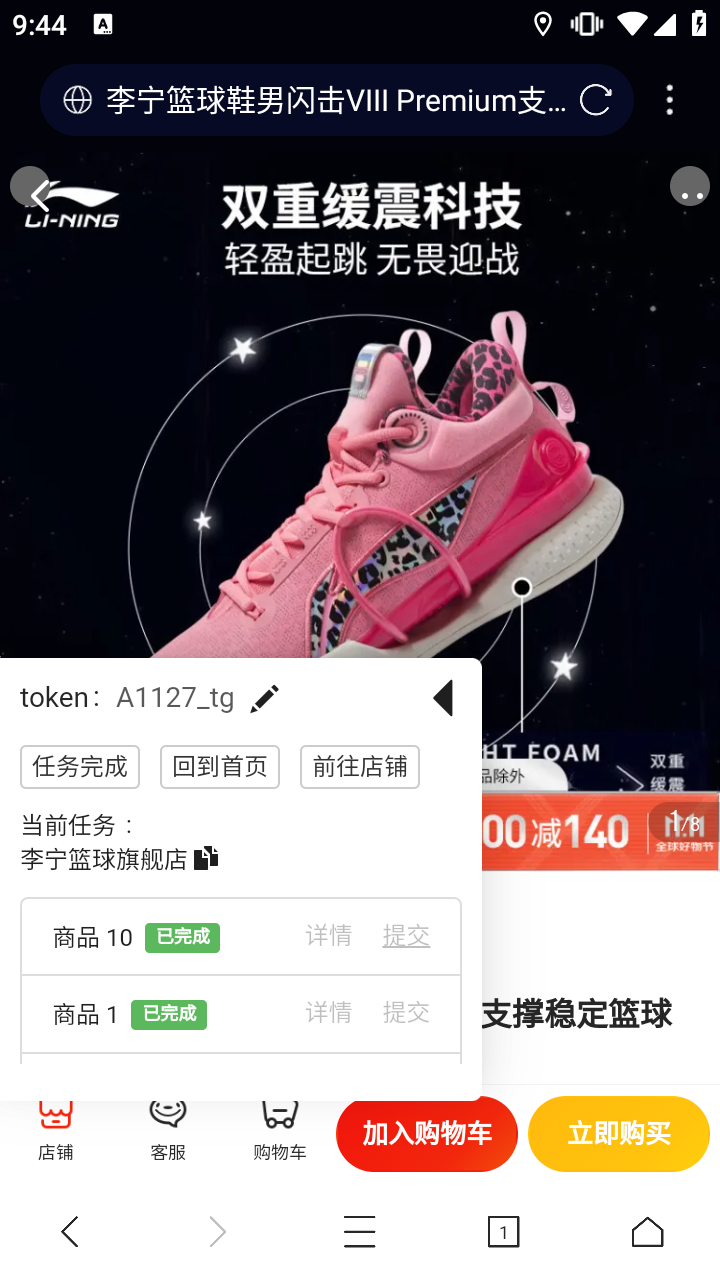 9:44
A
李宁篮球鞋男闪击VIII Premium支...
LI-NING
双重缓震科技
轻盈起跳 无畏迎战
token： A1127_tg
任务完成 回到首页 前往店铺
当前任务：
李宁篮球旗舰店
HT FOAM
双重
缓震
品除外
00减140
1/8
全球好物节
商品 10 已完成 详情 提交
商品 1 已完成 详情 提交
支撑稳定篮球
店铺 客服 购物车 加入购物车 立即购买
1